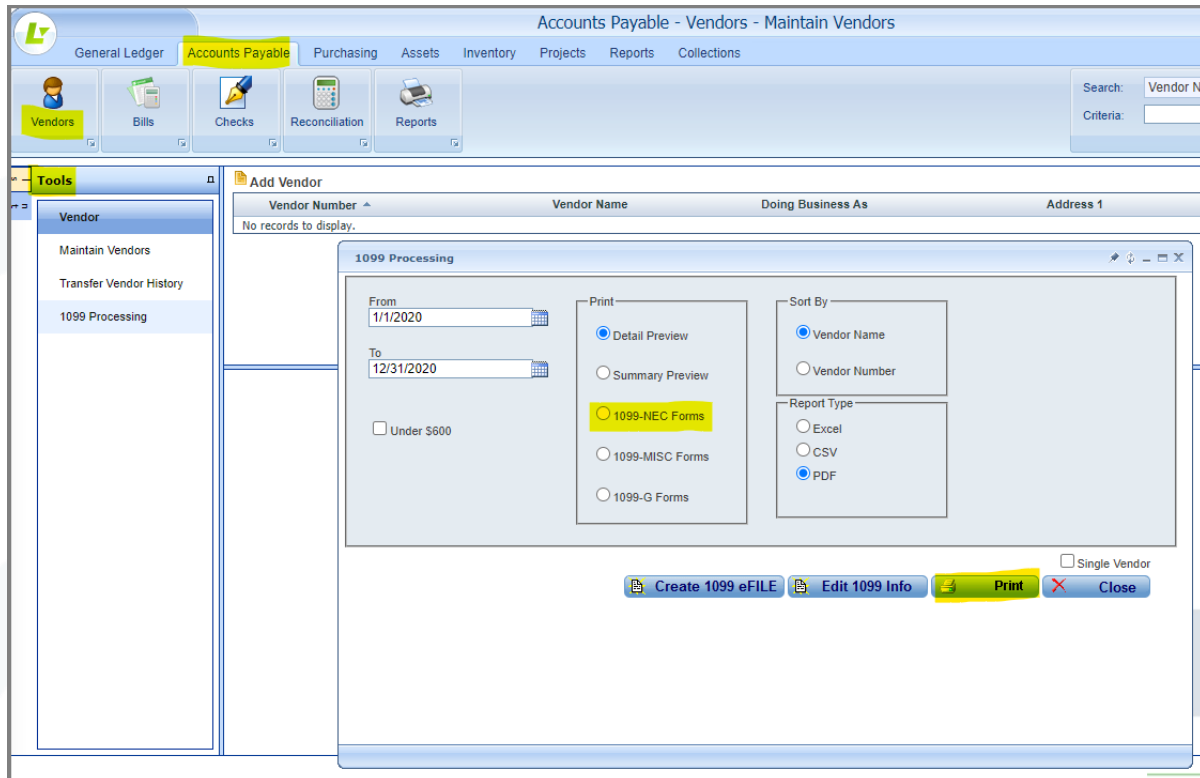 Accounts Payable - Vendors - Maintain Vendors
General Ledger Accounts Payable Purchasing Assets Inventory Projects Reports Collections
Vendors Bills Checks Reconciliation Reports
Search: Vendor N
Criteria:
Tools
Vendor
Maintain Vendors
Transfer Vendor History
1099 Processing
Add Vendor
Vendor Number Vendor Name Doing Business As Address 1
No records to display.
1099 Processing
From
1/1/2020
To
12/31/2020
Under $600
Print
Detail Preview
Summary Preview
1099-NEC Forms
1099-MISC Forms
1099-G Forms
Sort By
Vendor Name
Vendor Number
Report Type
Excel
CSV
PDF
Single Vendor
Create 1099 eFILE Edit 1099 Info Print Close